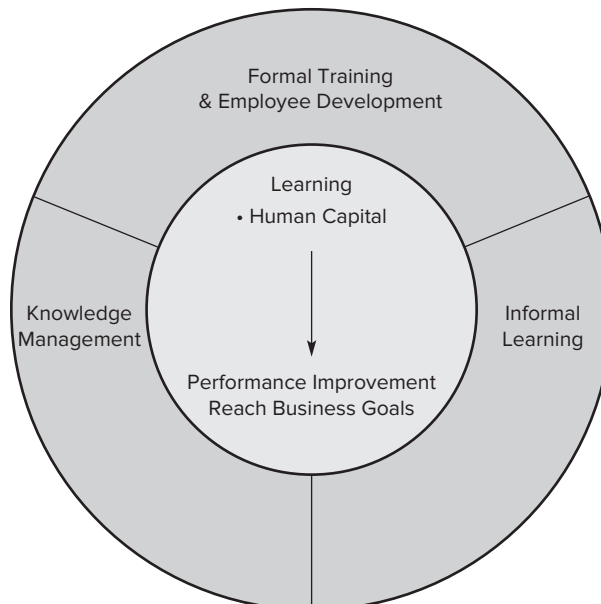 Formal Training
& Employee Development
Learning
• Human Capital
Knowledge
Management
Informal
Learning
Performance Improvement
Reach Business Goals